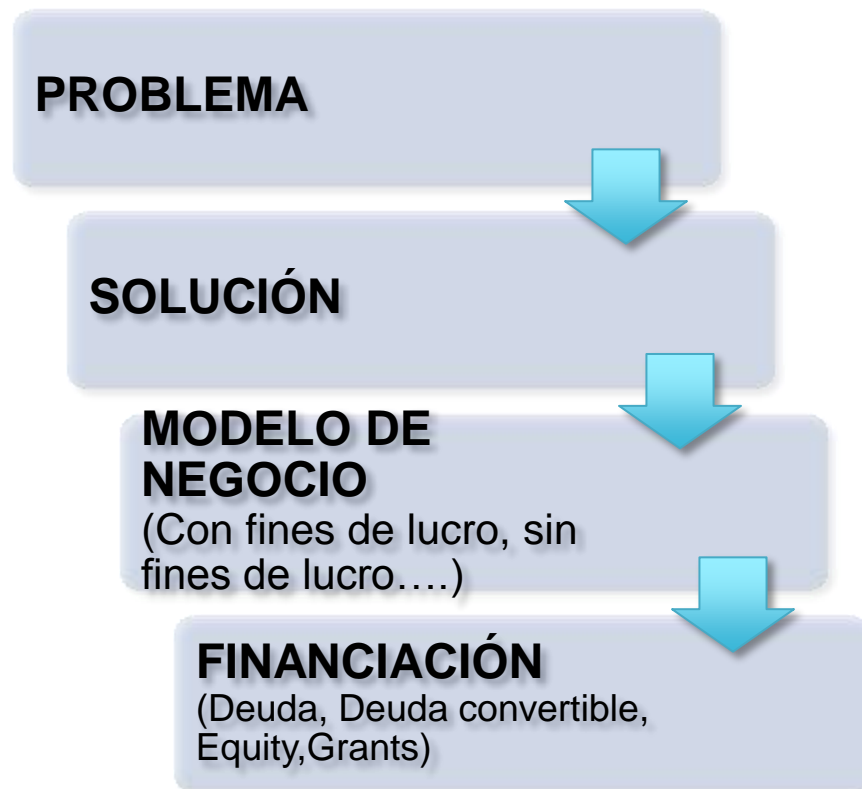 PROBLEMA
SOLUCIÓN
MODELO DE
NEGOCIO
(Con fines de lucro, sin
fines de lucro….)
FINANCIACIÓN
(Deuda, Deuda convertible,
Equity,Grants)